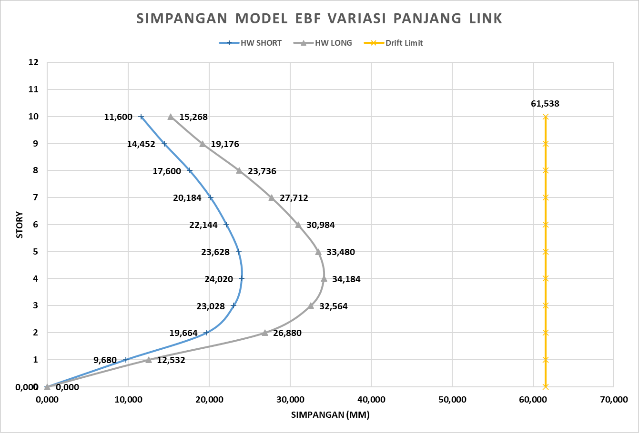 SIMPANGAN MODEL EBF VARIASI PANJANG LINK
HW SHORT HW LONG Drift Limit
12
11
10 11,600 15,268 61,538
9 14,452 19,176
8 17,600 23,736
7 20,184 27,712
6 22,144 30,984
5 23,628 33,480
4 24,020 34,184
3 23,028 32,564
2 19,664 26,880
1 9,680 12,532
0,000 0 0,000
0,000 10,000 20,000 30,000 40,000 50,000 60,000 70,000
SIMPANGAN (MM)
STORY